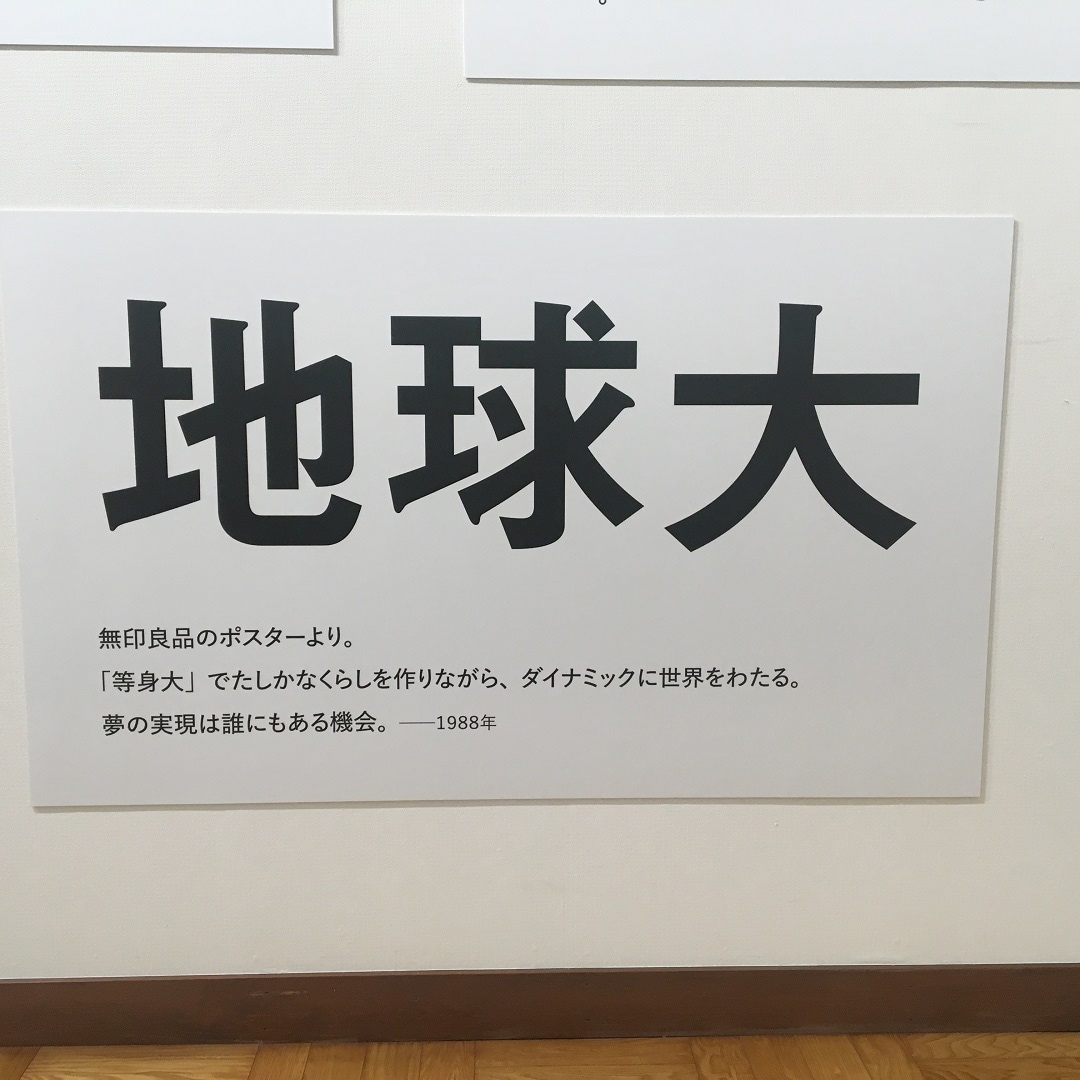 地球大
無印良品のポスターより。
「等身大」でたしかなくらしを作りながら、ダイナミックに世界をわたる。
夢の実現は誰にもある機会。——1988年